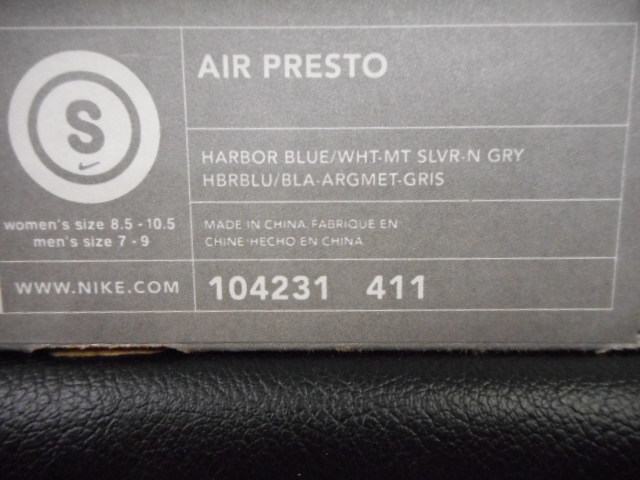 S
AIR PRESTO
HARBOR BLUE/WHT-MT SLVR-N GRY
HBRBLU/BLA-ARGMET-GRIS
women's size 8.5 - 10.5
men's size 7 - 9
MADE IN CHINA FABRIQUE EN
CHINE HECHO EN CHINA
WWW.NIKE.COM
104231 411